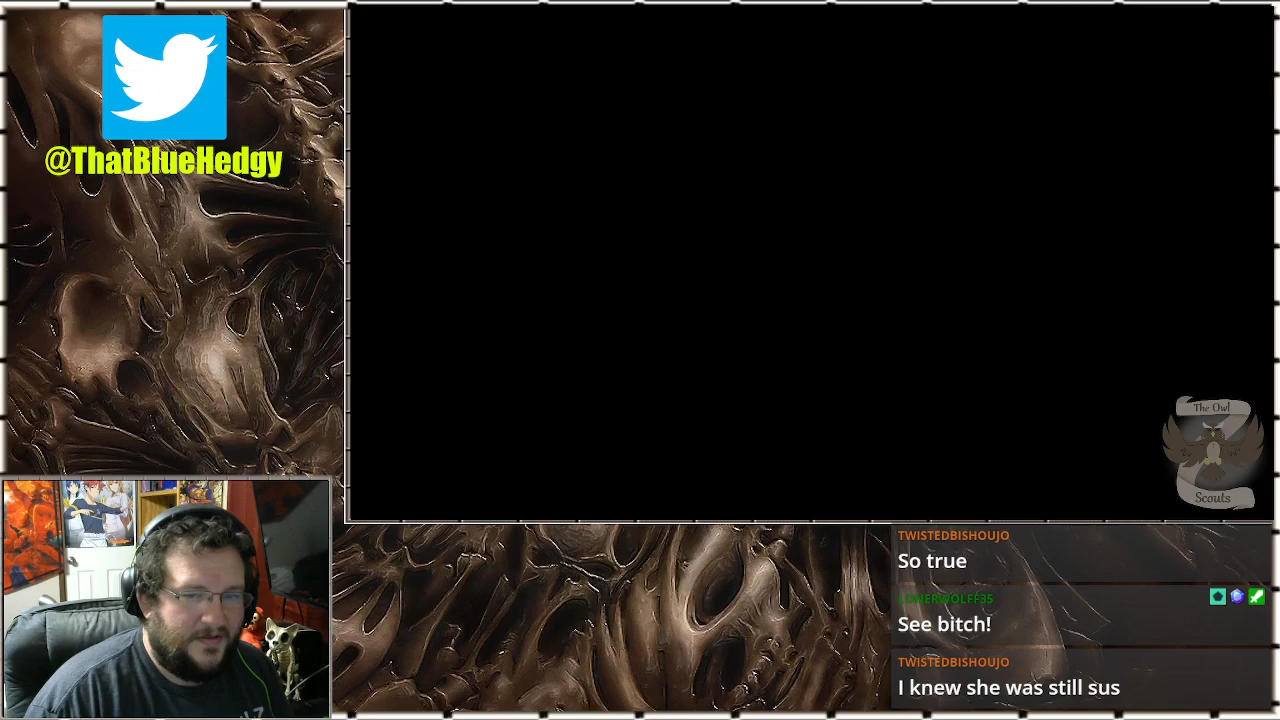 @ThatBlueHedgy
The Owl
Scouts
TWISTEDBISHOUJO
So true
See bitch!
TWISTEDBISHOUJO
I knew she was still sus